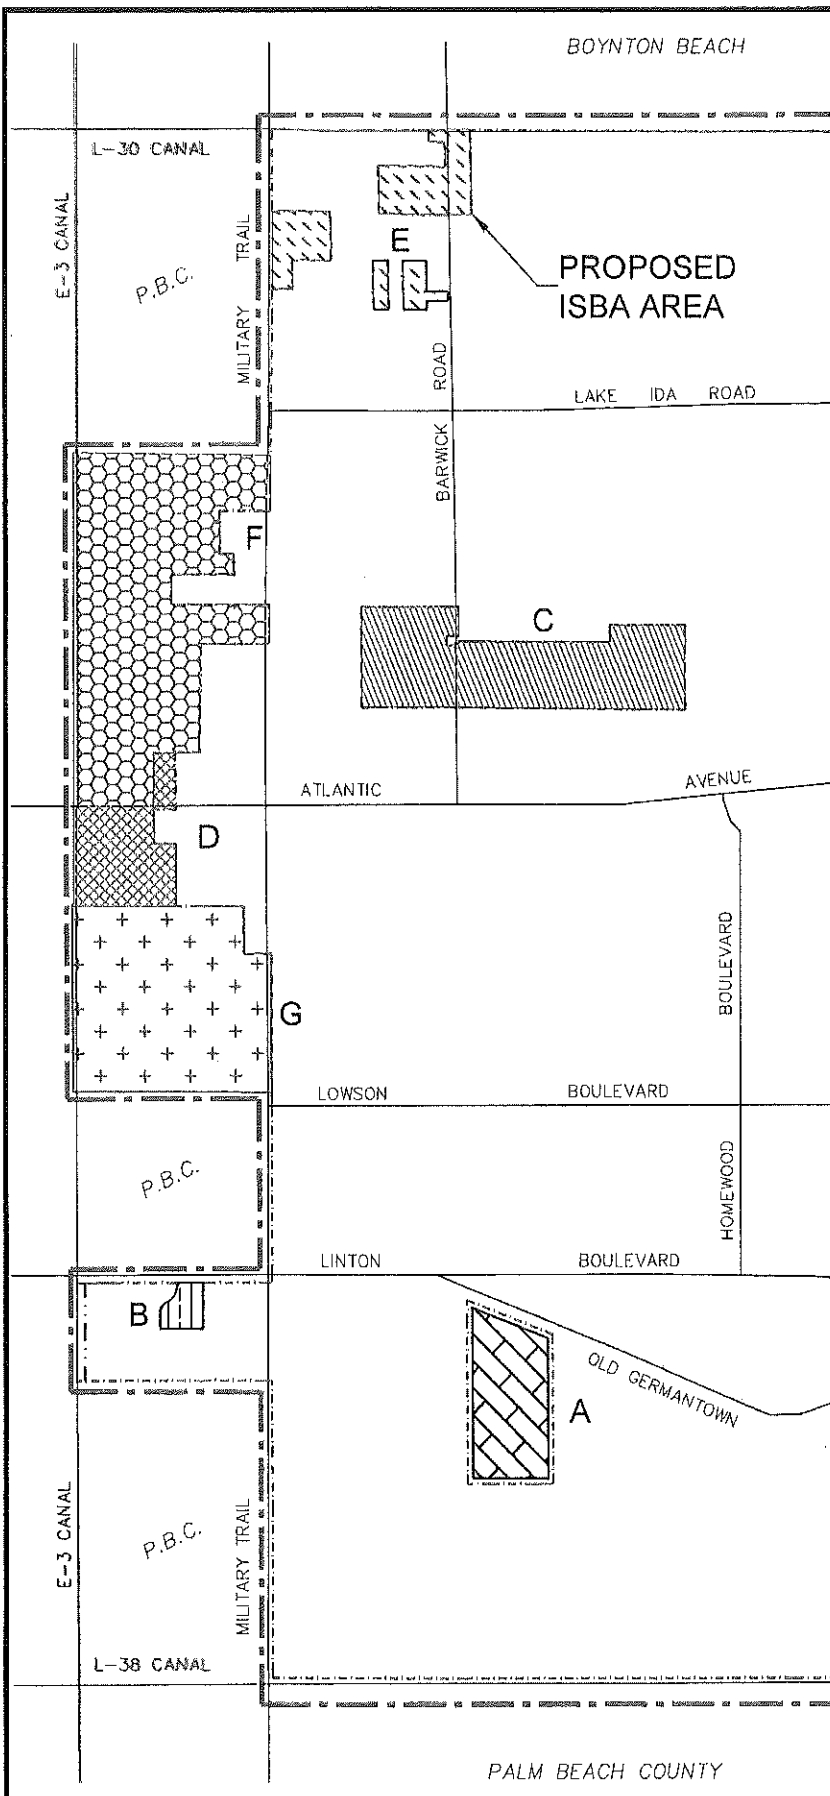 BOYNTON BEACH
L-30 CANAL
E-3 CANAL
P.B.C.
MILITARY TRAIL
E
PROPOSED
ISBA AREA
BARWICK ROAD
LAKE IDA ROAD
F
C
ATLANTIC AVENUE
D
G
HOMEWOOD BOULEVARD
LOWSON BOULEVARD
P.B.C.
LINTON BOULEVARD
B
OLD GERMANTOWN
A
E-3 CANAL
P.B.C.
MILITARY TRAIL
L-38 CANAL
PALM BEACH COUNTY